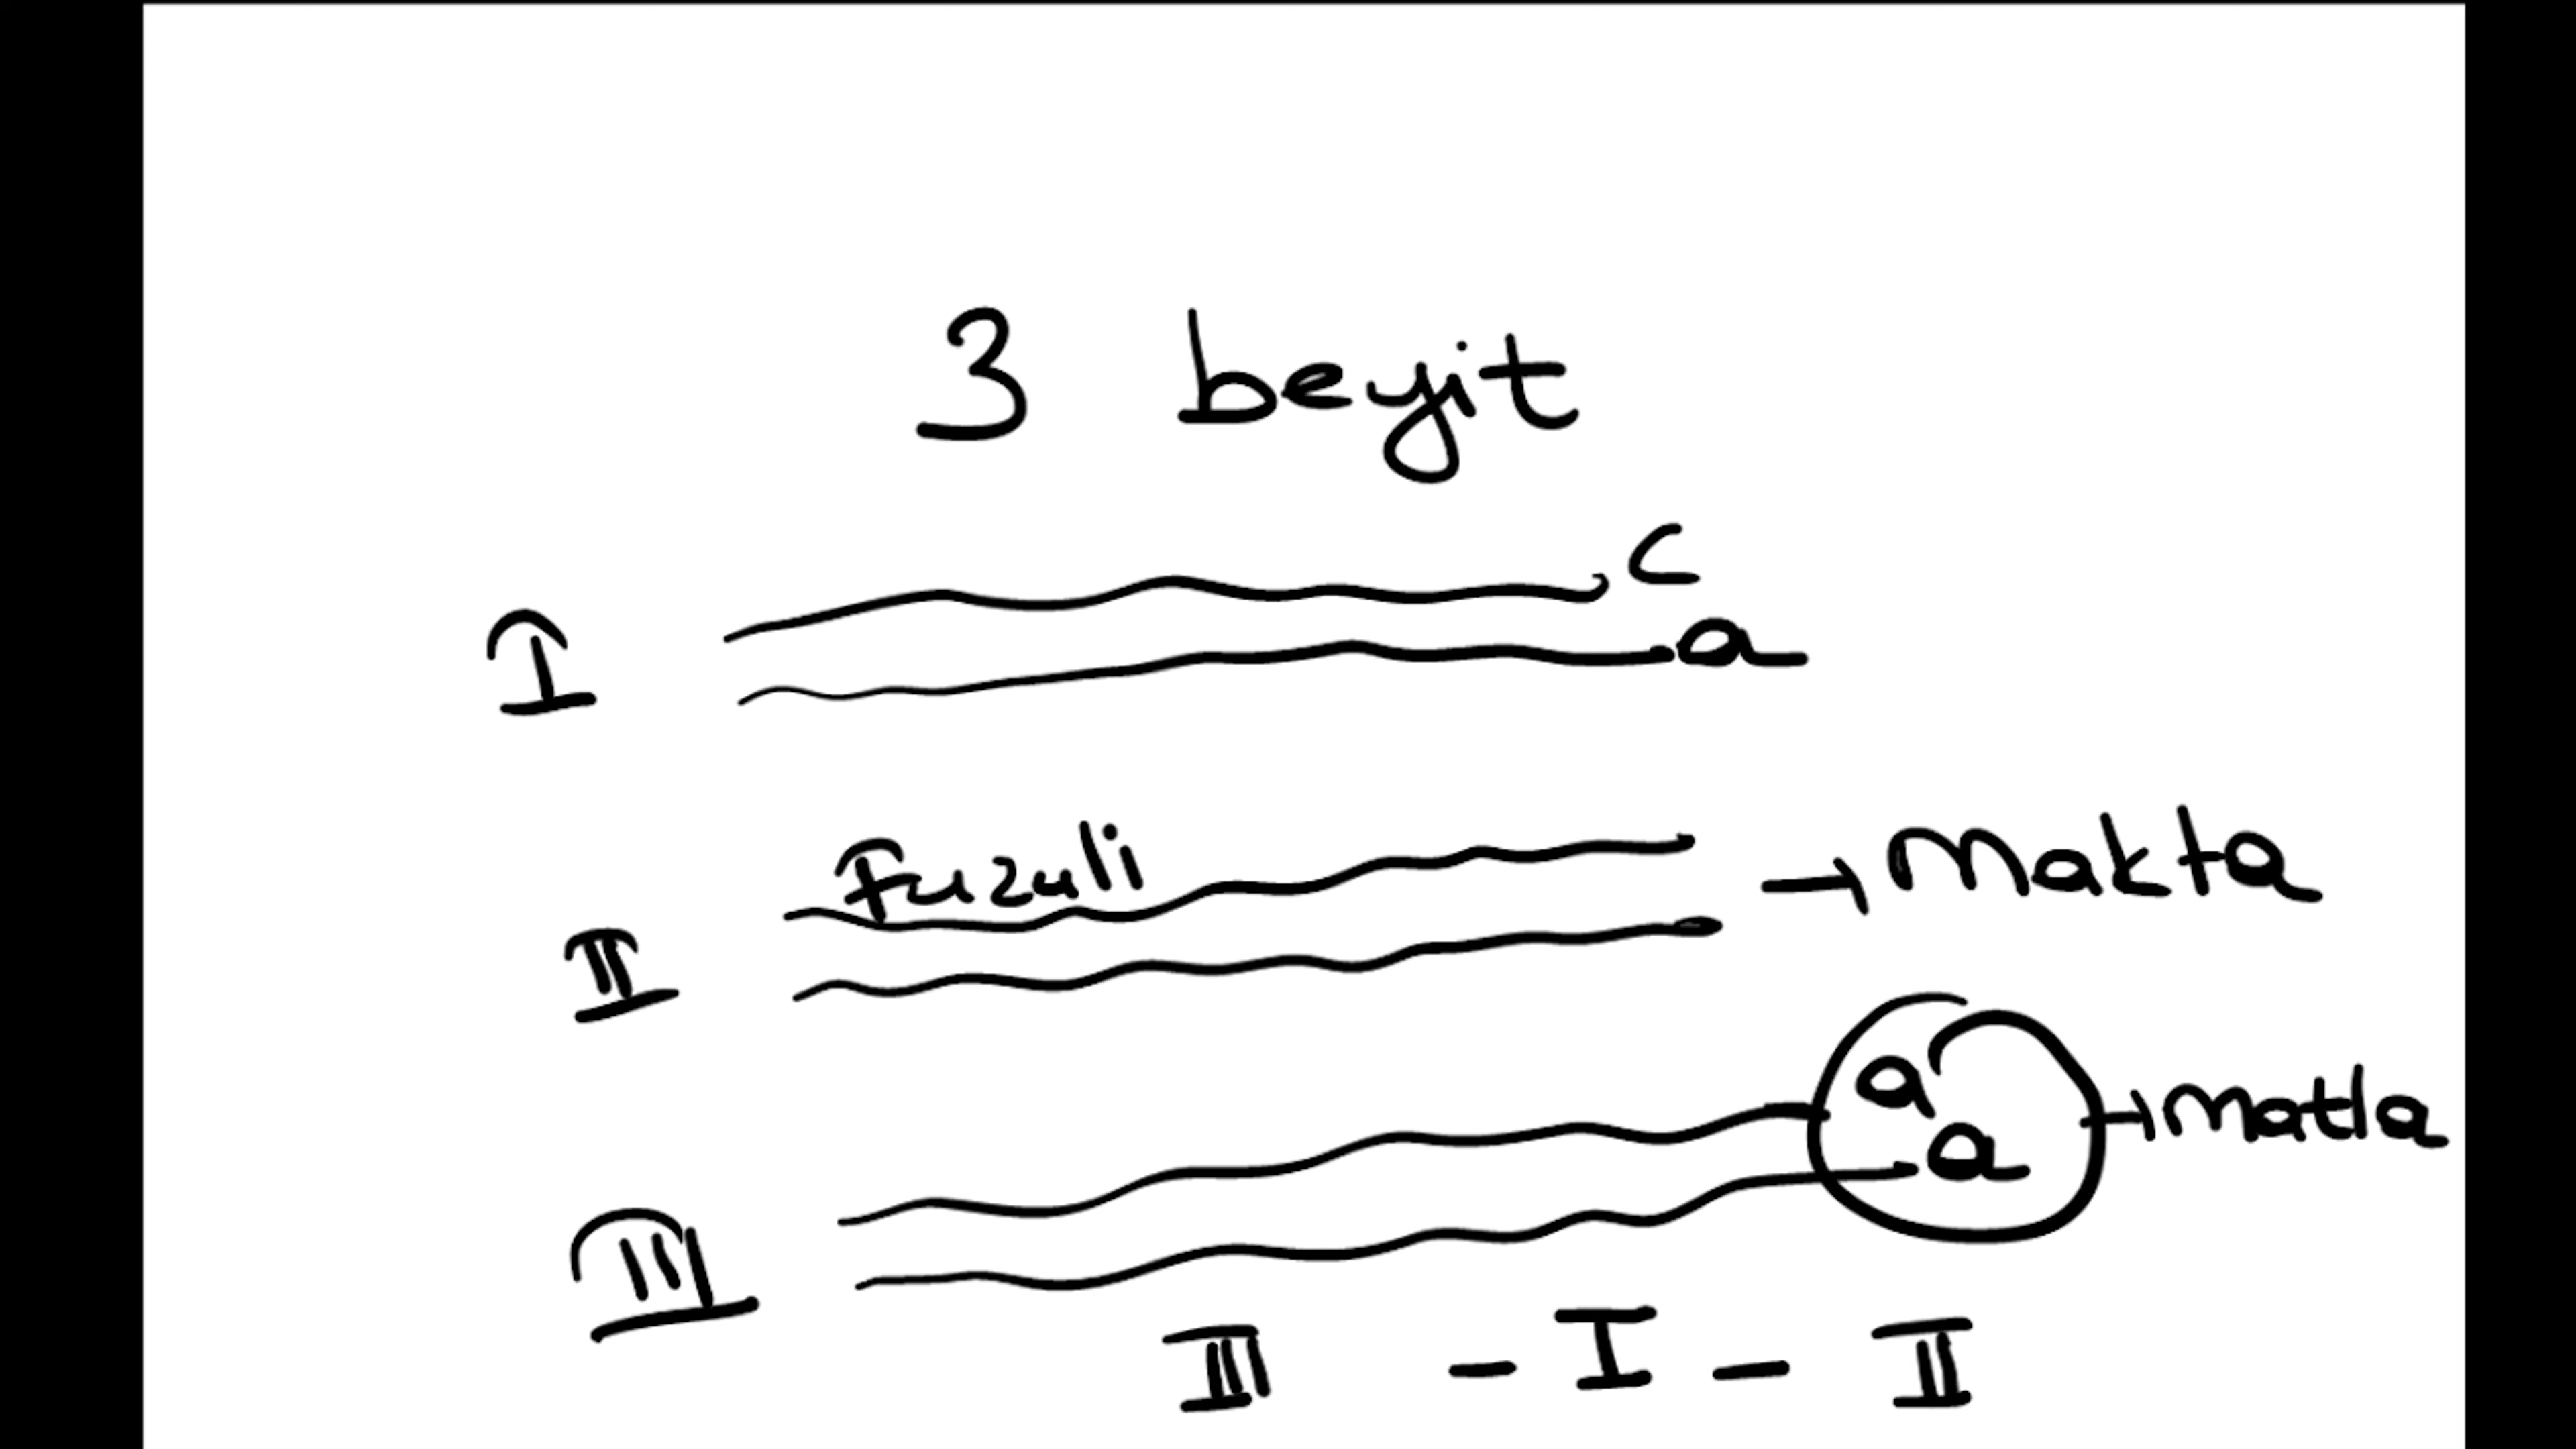 3 beyit
I c
a
Fuzuli
II → Makta
a
III a → Matla
III - I - II